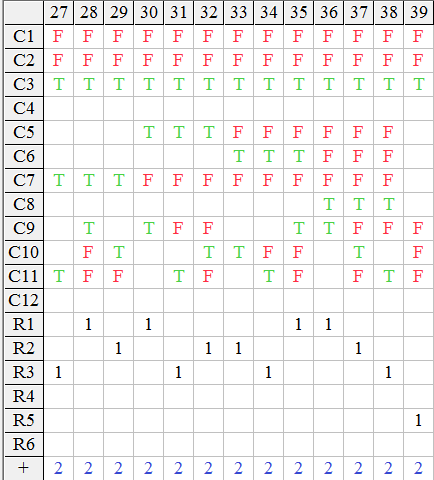 27 28 29 30 31 32 33 34 35 36 37 38 39
C1 F F F F F F F F F F F F F
C2 F F F F F F F F F F F F F
C3 T T T T T T T T T T T T T
C4
C5 T T T F F F F F F
C6 T T T F F F
C7 T T T F F F F F F F F F
C8 T T T
C9 T T F F T T F F F
C10 F T T T F F T F
C11 T F F T F T F F T F
C12
R1 1 1 1 1
R2 1 1 1 1
R3 1 1 1 1
R4
R5 1
R6
+ 2 2 2 2 2 2 2 2 2 2 2 2 2